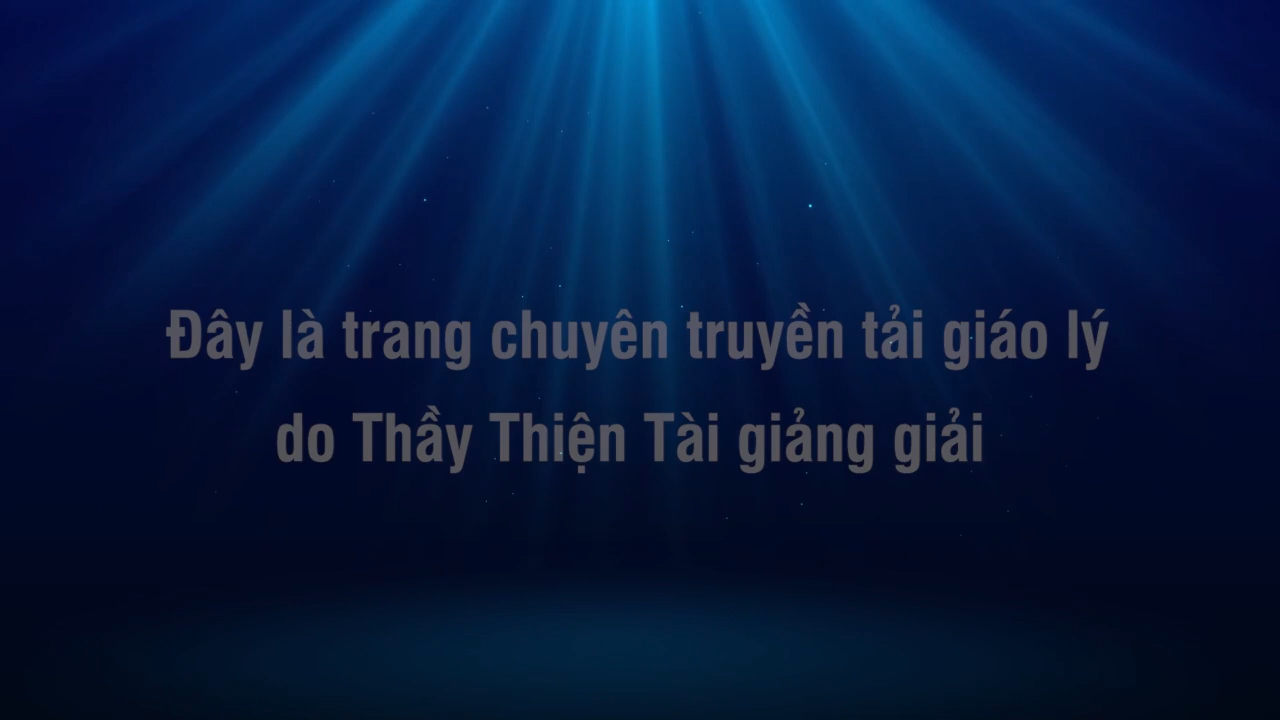 Đây là trang chuyên truyền tải giáo lý
do Thầy Thiện Tài giảng giải